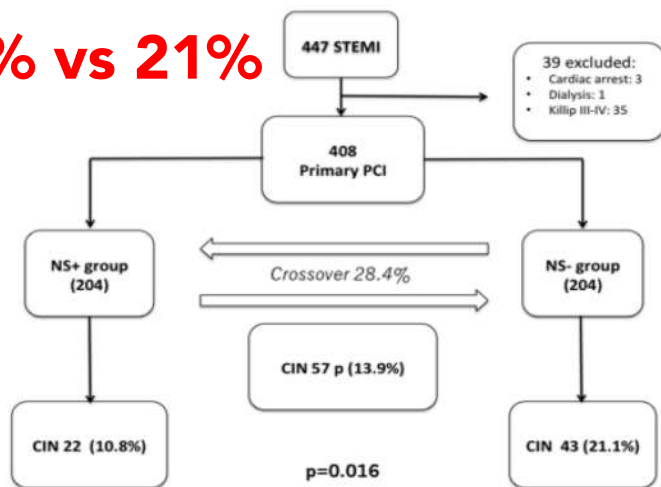 % vs 21%
447 STEMI
39 excluded:
• Cardiac arrest: 3
• Dialysis: 1
• Killip III-IV: 35
408
Primary PCI
NS+ group
(204)
NS- group
(204)
Crossover 28.4%
CIN 57 p (13.9%)
CIN 22 (10.8%)
CIN 43 (21.1%)
p=0.016